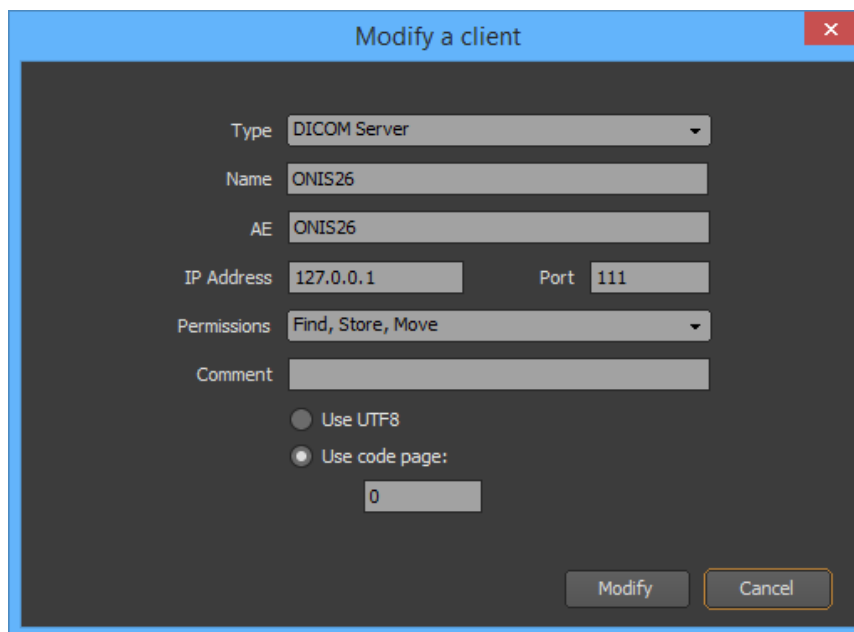 Modify a client
Type DICOM Server
Name ONIS26
AE ONIS26
IP Address 127.0.0.1 Port 111
Permissions Find, Store, Move
Comment
Use UTF8
Use code page:
0
Modify Cancel